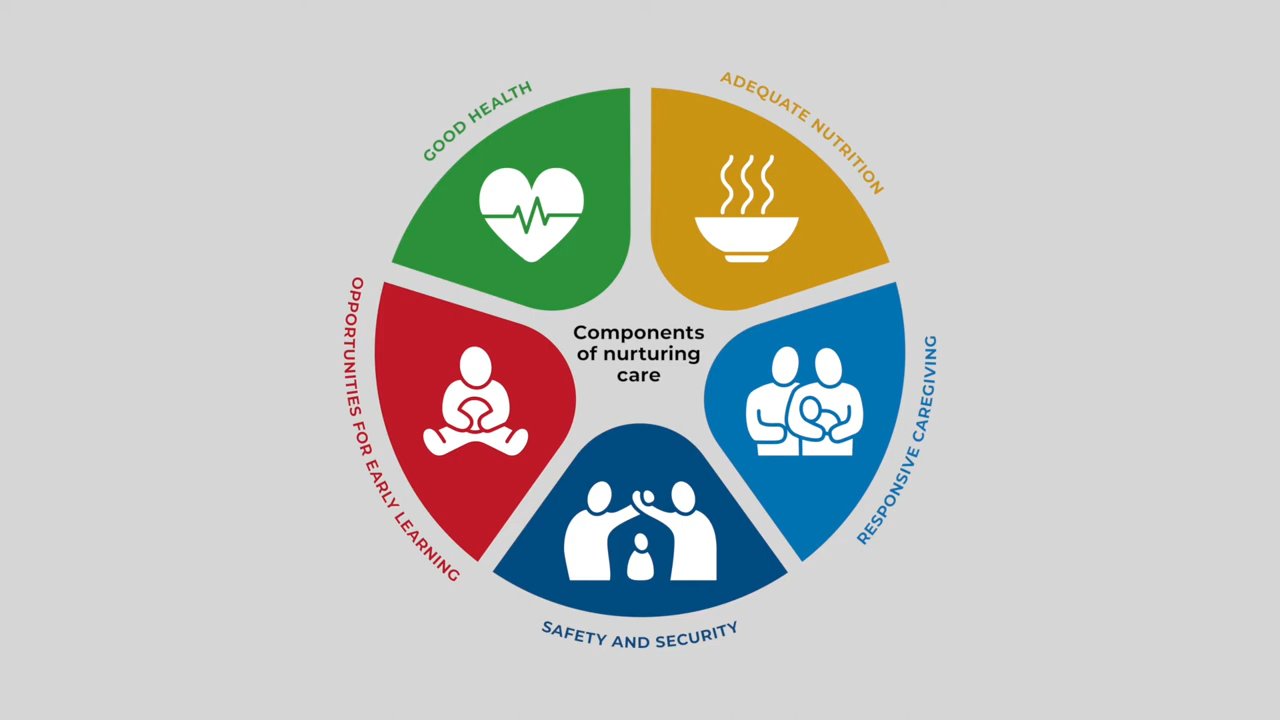 GOOD HEALTH
ADEQUATE NUTRITION
OPPORTUNITIES FOR EARLY LEARNING
Components
of nurturing
care
RESPONSIVE CAREGIVING
SAFETY AND SECURITY